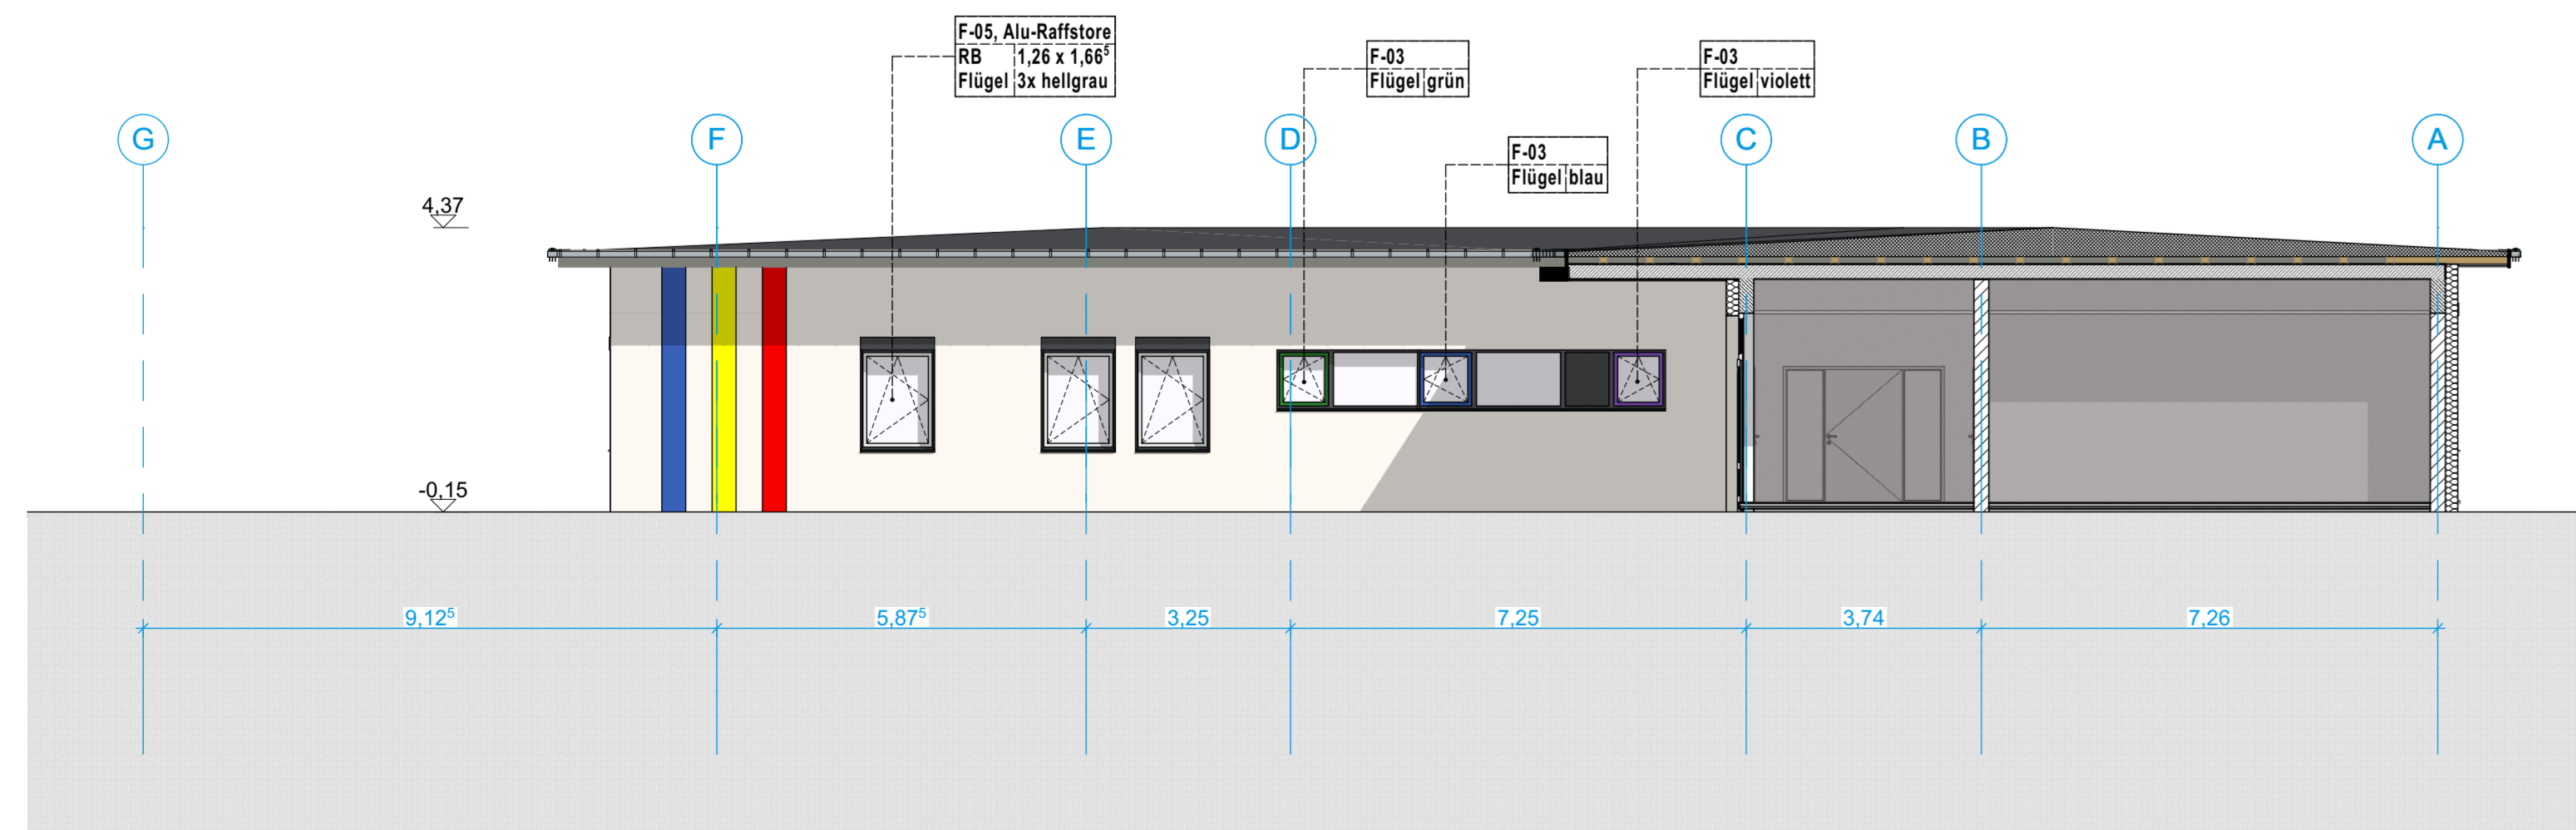 F-05, Alu-Raffstore
RB 1,26 x 1,66⁵
Flügel 3x hellgrau
F-03
Flügel grün
F-03
Flügel violett
F-03
Flügel blau
G F E D C B A
4,37
-0,15
9,12⁵ 5,87⁵ 3,25 7,25 3,74 7,26